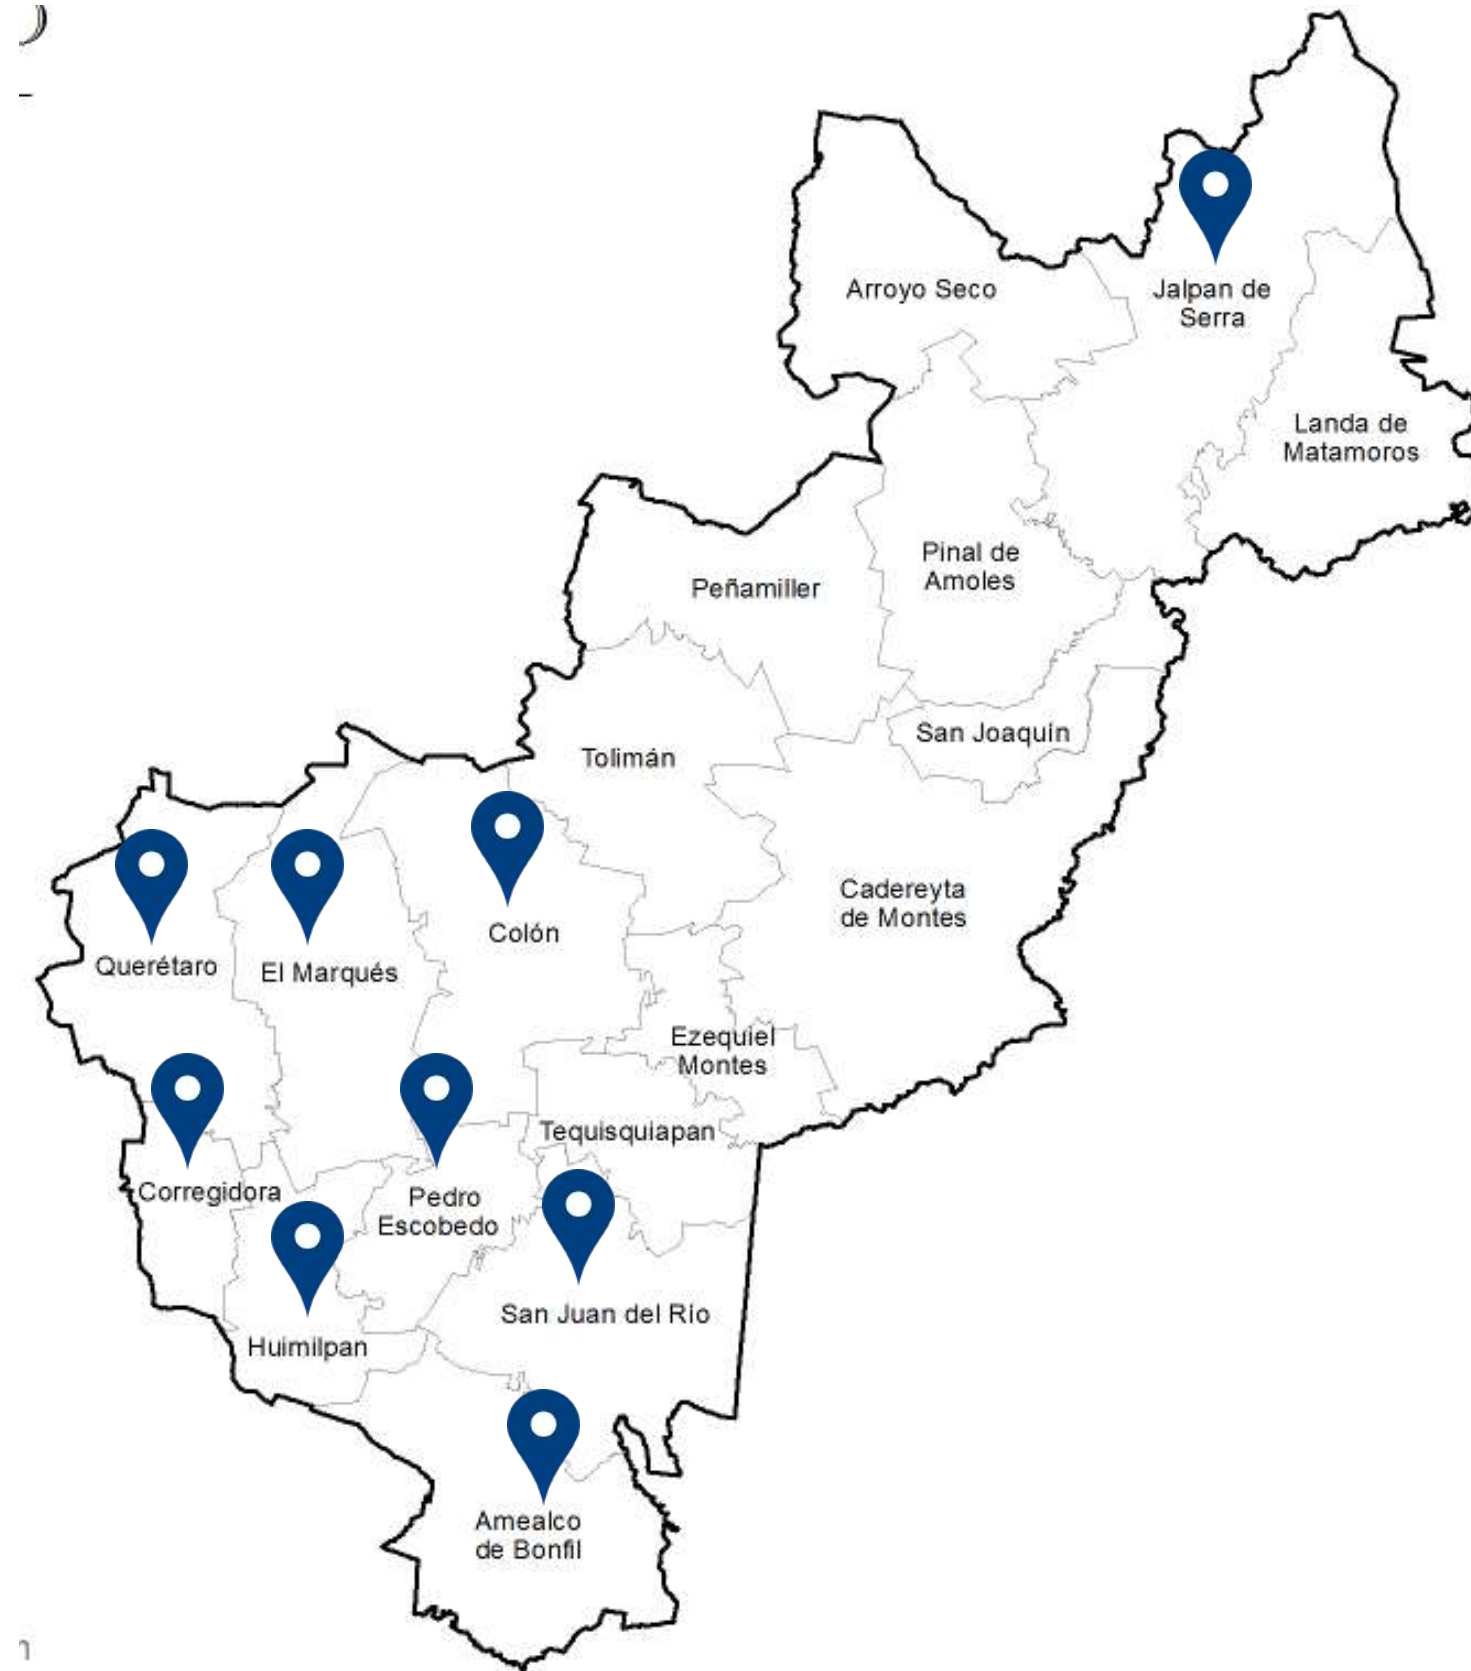 Arroyo Seco
Jalpan de
Serra
Landa de
Matamoros
Pinal de
Amoles
Peñamiller
San Joaquín
Tolimán
Cadereyta
de Montes
Colón
Querétaro
El Marqués
Ezequiel
Montes
Tequisquiapan
Corregidora
Pedro
Escobedo
San Juan del Río
Huimilpan
Amealco
de Bonfil